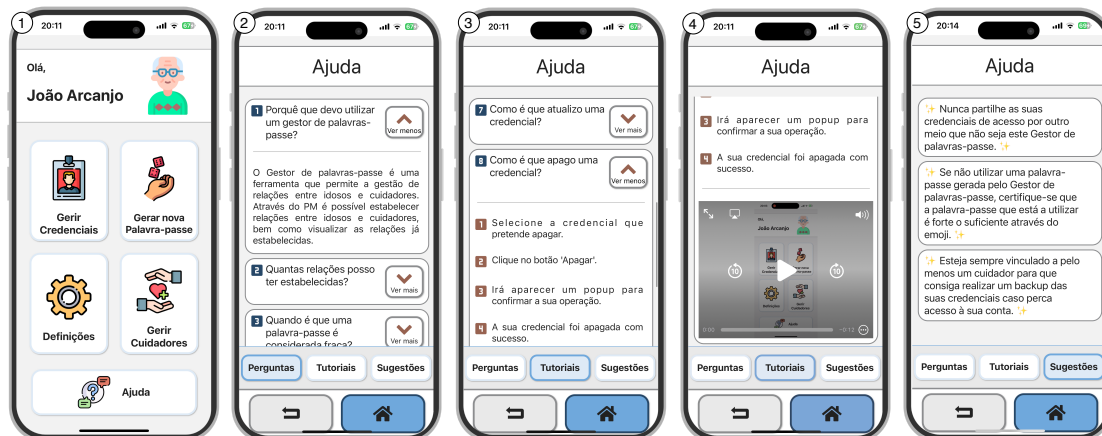 1
20:11
Olá,
João Arcanjo
Gerir
Credenciais
Gerar nova
Palavra-passe
Definições
Gerir
Cuidadores
Ajuda
2
20:11
Ajuda
1 Porquê que devo utilizar
um gestor de palavras-
passe?
Ver menos
O Gestor de palavras-passe é uma
ferramenta que permite a gestão de
relações entre idosos e cuidadores.
Através do PM é possível estabelecer
relações entre idosos e cuidadores,
bem como visualizar as relações já
estabelecidas.
2 Quantas relações posso
ter estabelecidas?
Ver mais
3 Quando é que uma
palavra-passe é
considerada fraca?
Ver mais
Perguntas Tutoriais Sugestões
3
20:11
Ajuda
7 Como é que atualizo uma
credencial?
Ver mais
8 Como é que apago uma
credencial?
Ver menos
1 Selecione a credencial que
pretende apagar.
2 Clique no botão 'Apagar'.
3 Irá aparecer um popup para
confirmar a sua operação.
4 A sua credencial foi apagada com
sucesso.
Perguntas Tutoriais Sugestões
4
20:11
Ajuda
3 Irá aparecer um popup para
confirmar a sua operação.
4 A sua credencial foi apagada com
sucesso.
João Arcanjo
10 10
Ajuda
0:00 -0:13
Perguntas Tutoriais Sugestões
5
20:14
Ajuda
✨ Nunca partilhe as suas
credenciais de acesso por outro
meio que não seja este Gestor de
palavras-passe. ✨
✨ Se não utilizar uma palavra-
passe gerada pelo Gestor de
palavras-passe, certifique-se que
a palavra-passe que está a utilizar
é forte o suficiente através do
emoji. ✨
✨ Esteja sempre vinculado a pelo
menos um cuidador para que
consiga realizar um backup das
suas credenciais caso perca
acesso à sua conta. ✨
Perguntas Tutoriais Sugestões